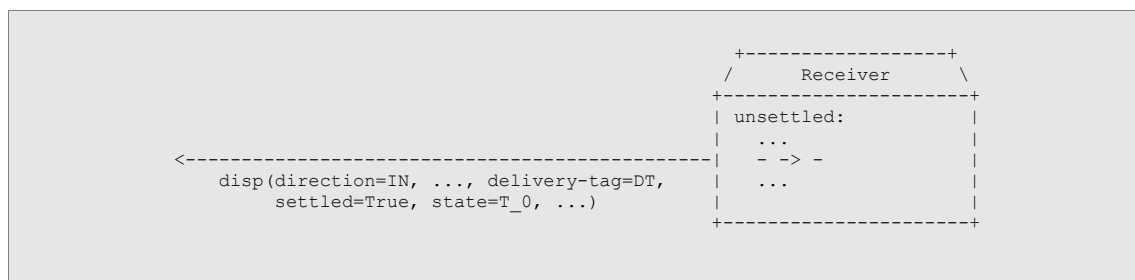 +------------------+
/      Receiver      \
+----------------------+
| unsettled:           |
|   ...                |
<-----------------------------------------------|   - -> -             |
disp(direction=IN, ..., delivery-tag=DT,     |   ...                |
settled=True, state=T_0, ...)           |                      |
+----------------------+